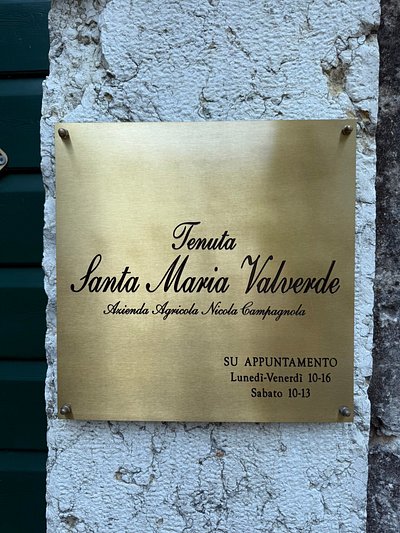 Tenuta
Santa Maria Valverde
Azienda Agricola Nicola Campagnola
SU APPUNTAMENTO
Lunedì-Venerdì 10-16
Sabato 10-13